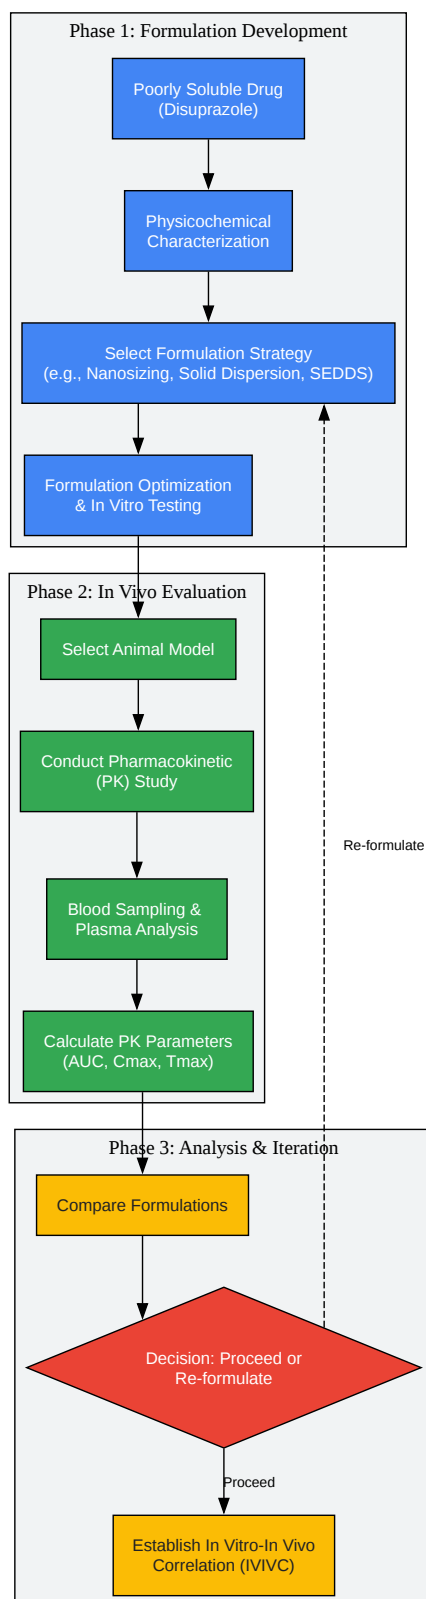 Phase 1: Formulation Development
Poorly Soluble Drug
(Disuprazole)
Physicochemical
Characterization
Select Formulation Strategy
(e.g., Nanosizing, Solid Dispersion, SEDDS)
Formulation Optimization
& In Vitro Testing
Phase 2: In Vivo Evaluation
Select Animal Model
Conduct Pharmacokinetic
(PK) Study
Re-formulate
Blood Sampling &
Plasma Analysis
Calculate PK Parameters
(AUC, Cmax, Tmax)
Phase 3: Analysis & Iteration
Compare Formulations
Decision: Proceed or
Re-formulate
Proceed
Establish In Vitro-In Vivo
Correlation (IVIVC)